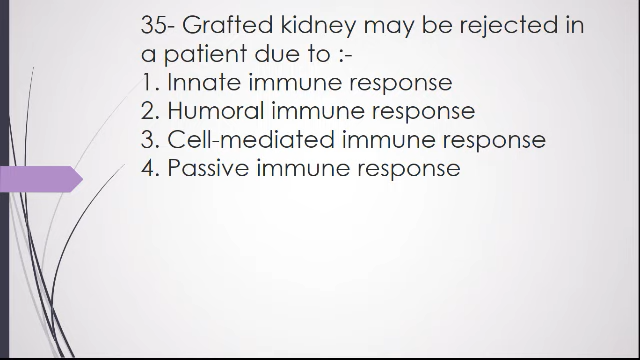 35- Grafted kidney may be rejected in
a patient due to :-
1. Innate immune response
2. Humoral immune response
3. Cell-mediated immune response
4. Passive immune response